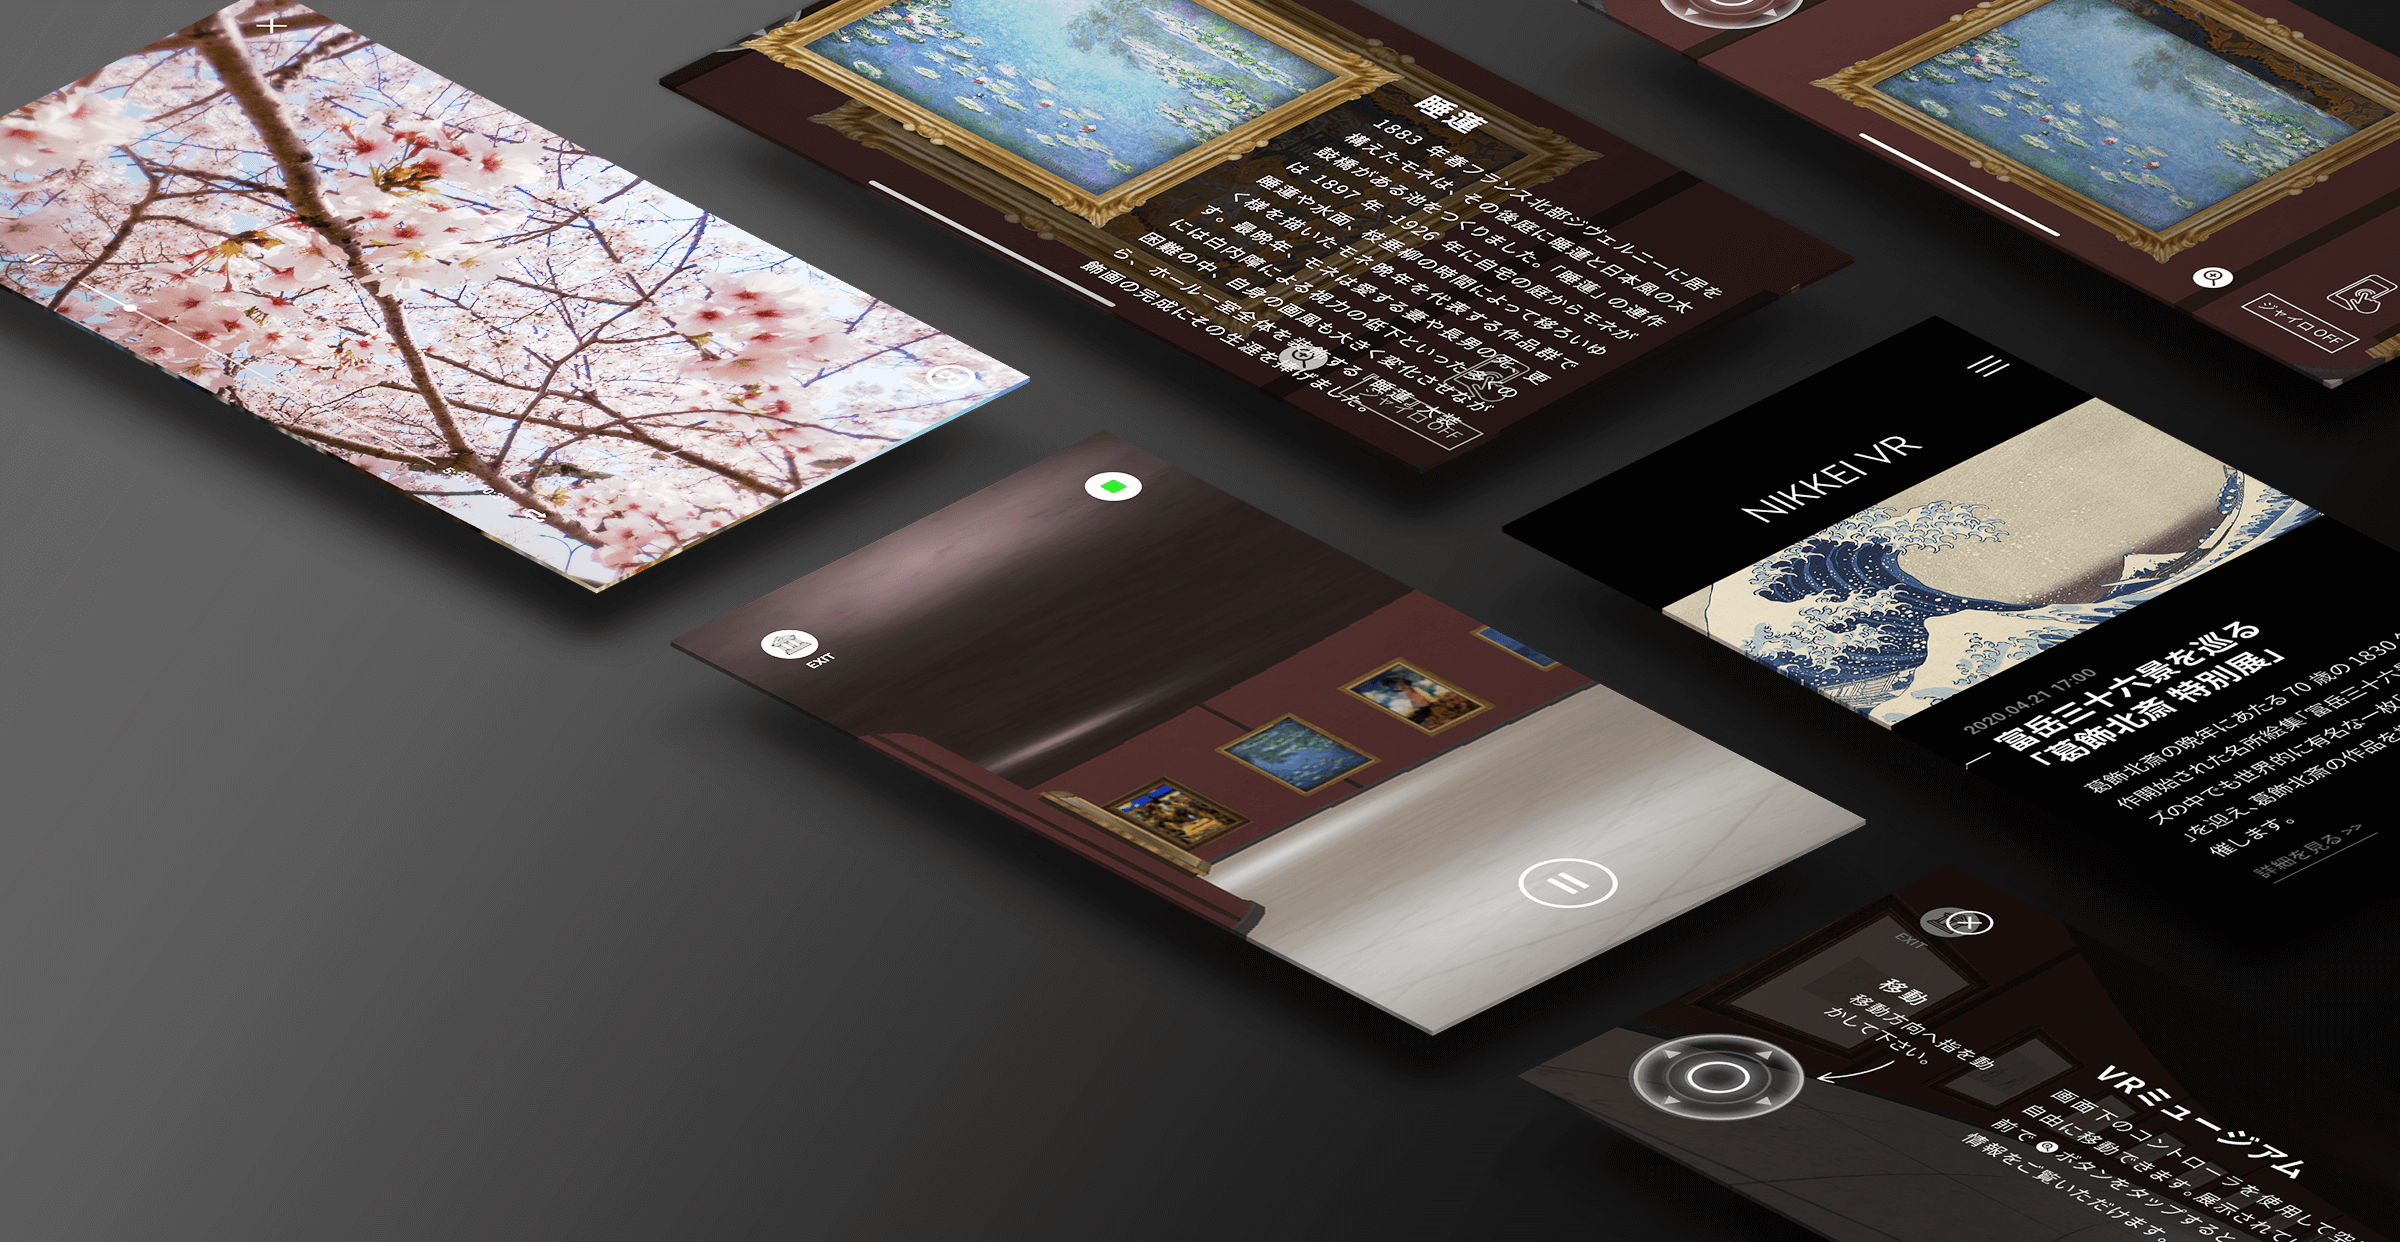 睡蓮
1883 年春フランス北部ジヴェルニーに居を
構えたモネは、その後庭に睡蓮と日本風の太
鼓橋がある池をつくりました。「睡蓮」の連作
は 1897 年-1926 年に自宅の庭からモネが
睡蓮や水面、枝垂柳の時間によって移ろいゆ
く様を描いたモネ晩年を代表する作品群で
す。最晩年、モネは愛する妻や長男の死、更
には白内障による視力の低下といった多くの
困難の中、自身の画風も大きく変化させなが
ら、ホール一室全体を装飾する『睡蓮』大装
飾画の完成にその生涯を捧げました。
ジャイロ OFF
ジャイロ OFF
EXIT
NIKKEI VR
2020.04.21 17:00
富岳三十六景を巡る
「葛飾北斎 特別展」
葛飾北斎の晩年にあたる 70 歳の 1830
作開始された名所絵集「富岳三十六
ズの中でも世界的に有名な一枚
」を迎え、葛飾北斎の作品を
催します。
詳細を見る >>
EXIT
移動
移動方向へ指を動
かして下さい。
VRミュージアム
画面下のコントローラを使用して空
自由に移動できます。展示されてい
前で ボタンをタップすると
情報をご覧いただけます。